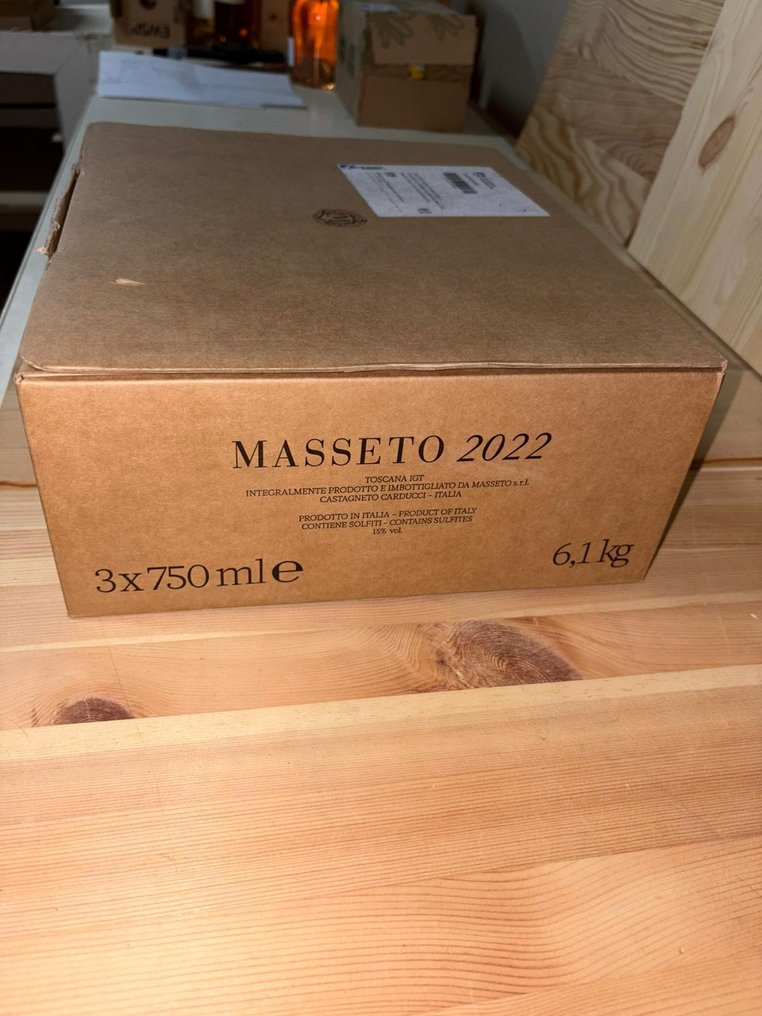 MASSETO 2022
TOSCANA IGT
INTEGRALMENTE PRODOTTO E IMBOTTIGLIATO DA MASSETO s.r.l.
CASTAGNETO CARDUCCI – ITALIA
PRODOTTO IN ITALIA – PRODUCT OF ITALY
CONTIENE SOLFITI – CONTAINS SULFITES
15% vol.
3x750 ml e
6,1 kg